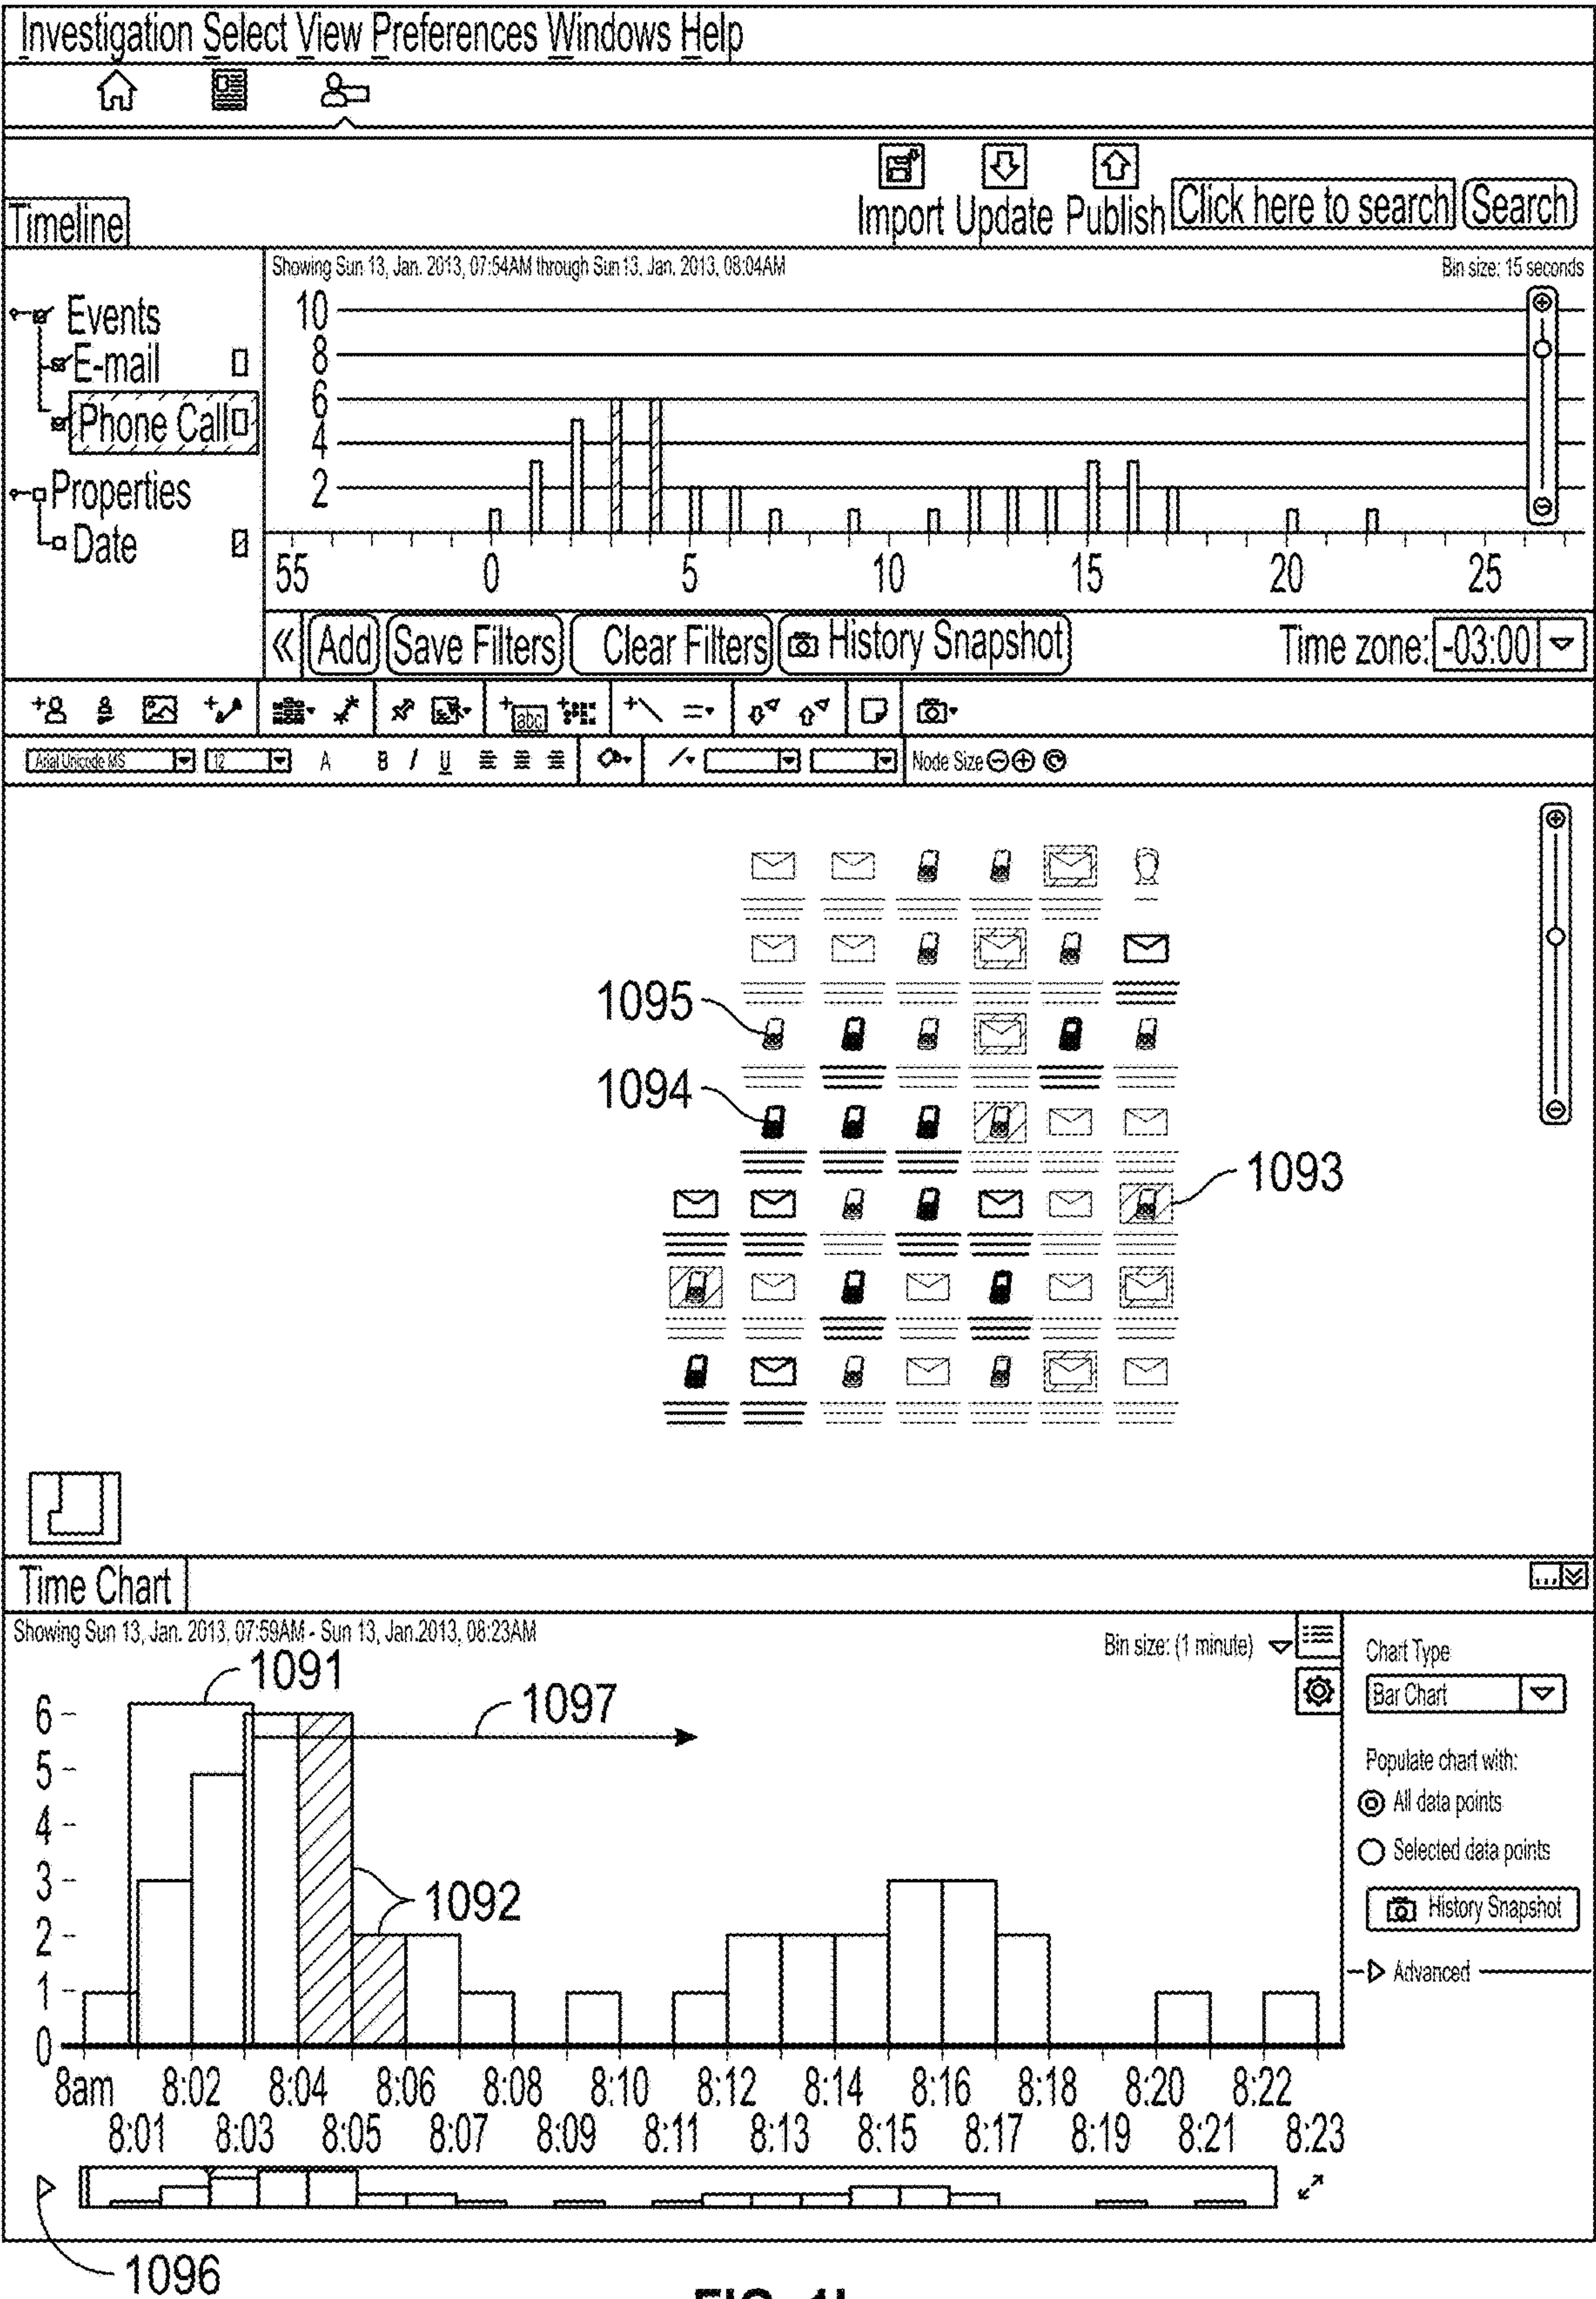 Investigation Select View Preferences Windows Help
Import Update Publish Click here to search Search
Timeline
Showing Sun 13, Jan. 2013, 07:54AM through Sun 13, Jan. 2013, 08:04AM
Bin size: 15 seconds
Events
E-mail
Phone Call
Properties
Date
10
8
6
4
2
55 0 5 10 15 20 25
« Add Save Filters Clear Filters History Snapshot Time zone: -03:00
abc
Arial Unicode MS 12 A B I U Node Size
1095
1094
1093
Time Chart
Showing Sun 13, Jan. 2013, 07:59AM - Sun 13, Jan.2013, 08:23AM
Bin size: (1 minute)
Chart Type
Bar Chart
Populate chart with:
All data points
Selected data points
History Snapshot
Advanced
1091
1097
1092
6
5
4
3
2
1
0
8am 8:02 8:04 8:06 8:08 8:10 8:12 8:14 8:16 8:18 8:20 8:22
8:01 8:03 8:05 8:07 8:09 8:11 8:13 8:15 8:17 8:19 8:21 8:23
1096